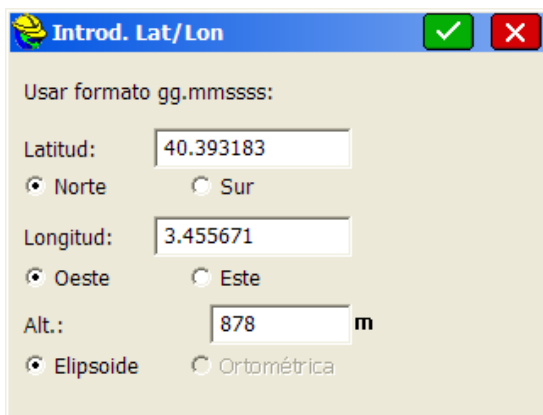 Introd. Lat/Lon
Usar formato gg.mmssss:
Latitud: 40.393183
Norte Sur
Longitud: 3.455671
Oeste Este
Alt.: 878 m
Elipsoide Ortométrica